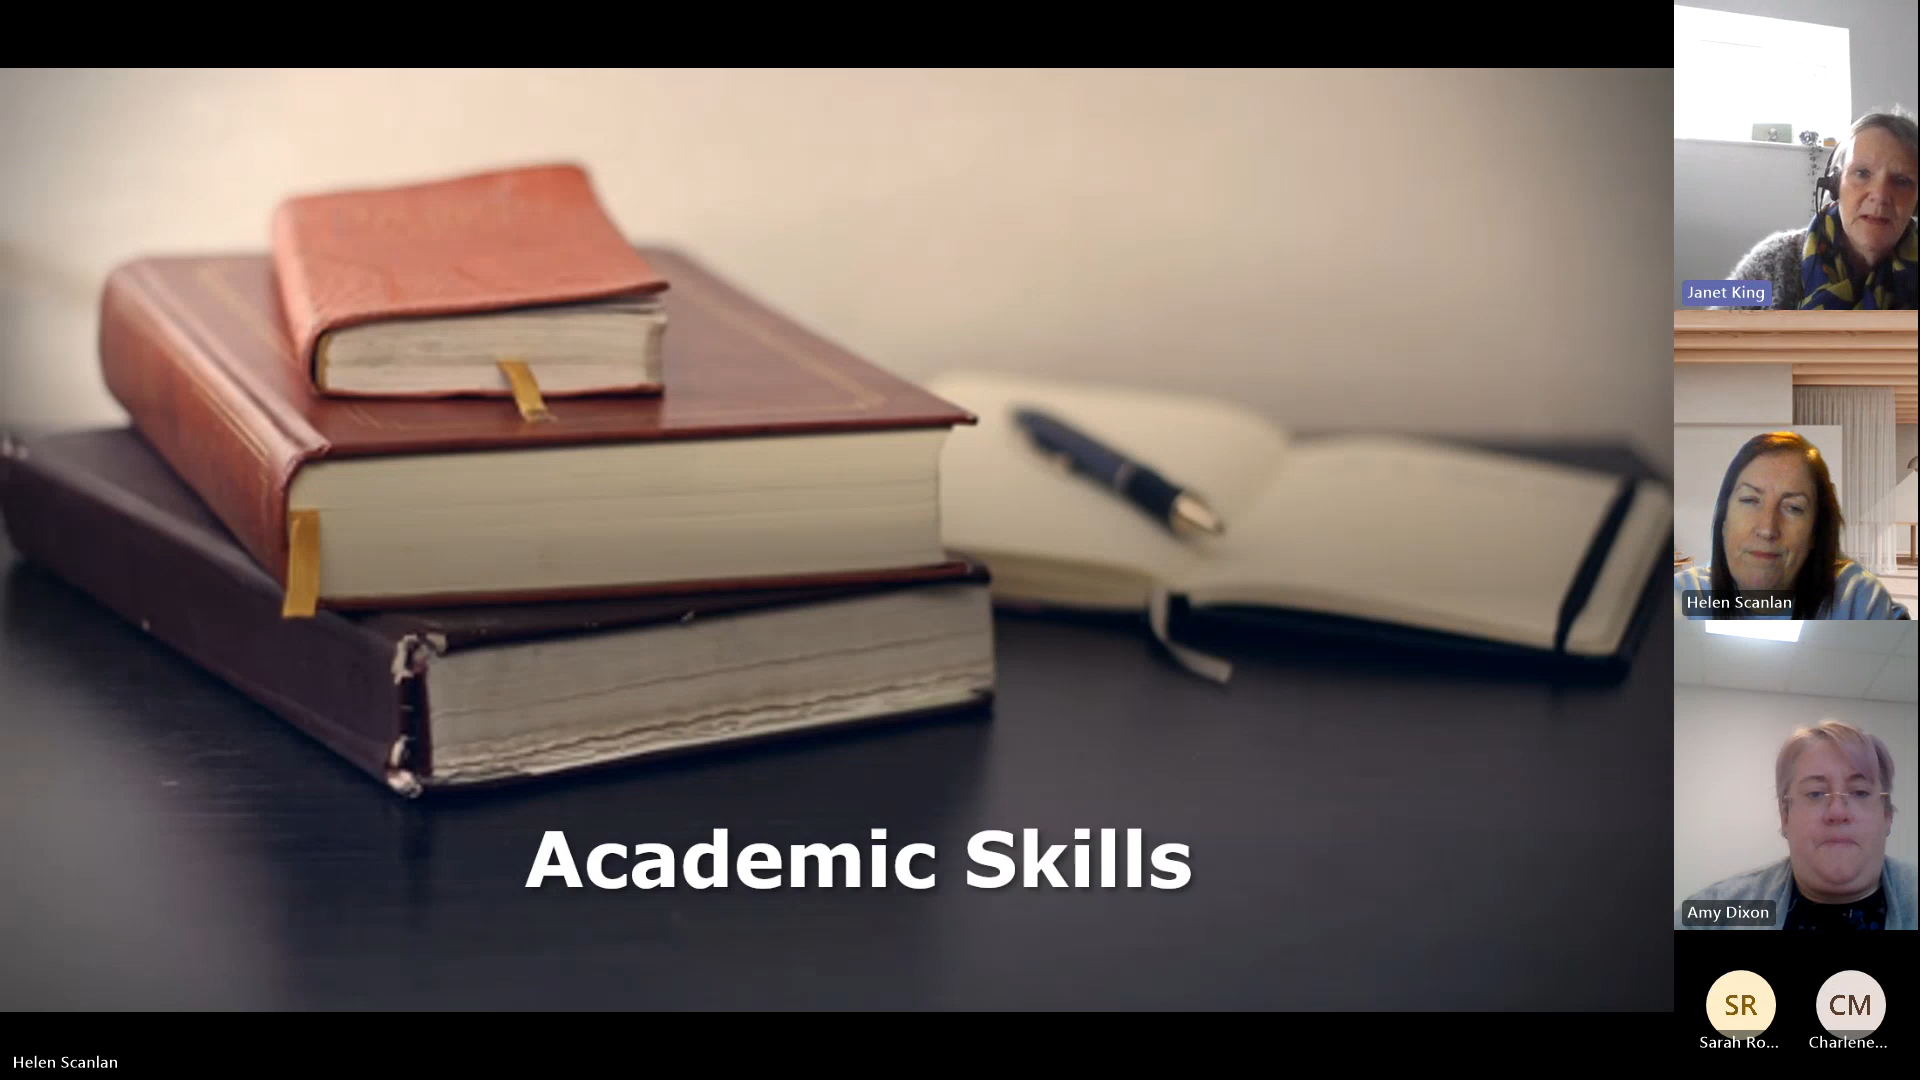 Academic Skills
Janet King
Helen Scanlan
Amy Dixon
SR
CM
Sarah Ro...
Charlene...
Helen Scanlan